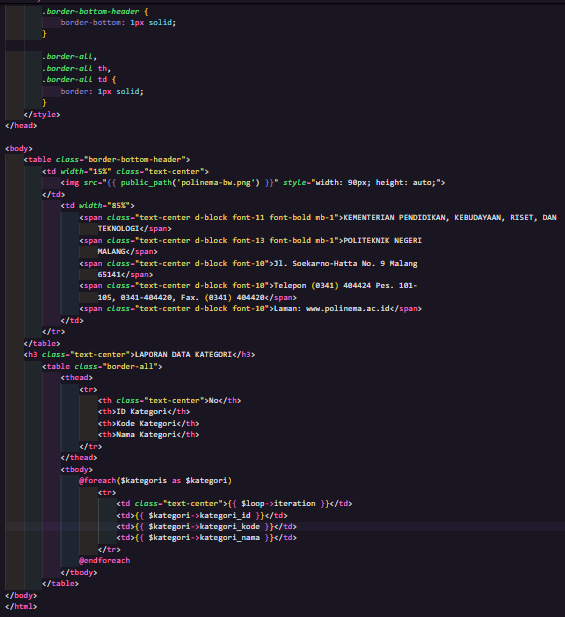 .border-bottom-header {
border-bottom: 1px solid;
}
.border-all,
.border-all th,
.border-all td {
border: 1px solid;
}
</style>
</head>
<body>
<table class="border-bottom-header">
<td width="15%" class="text-center">
<img src="{{ public_path('polinema-bw.png') }}" style="width: 90px; height: auto;">
</td>
<td width="85%">
<span class="text-center d-block font-11 font-bold mb-1">KEMENTERIAN PENDIDIKAN, KEBUDAYAAN, RISET, DAN
TEKNOLOGI</span>
<span class="text-center d-block font-13 font-bold mb-1">POLITEKNIK NEGERI
MALANG</span>
<span class="text-center d-block font-10">Jl. Soekarno-Hatta No. 9 Malang
65141</span>
<span class="text-center d-block font-10">Telepon (0341) 404424 Pes. 101-
105, 0341-404420, Fax. (0341) 404420</span>
<span class="text-center d-block font-10">Laman: www.polinema.ac.id</span>
</td>
</tr>
</table>
<h3 class="text-center">LAPORAN DATA KATEGORI</h3>
<table class="border-all">
<thead>
<tr>
<th class="text-center">No</th>
<th>ID Kategori</th>
<th>Kode Kategori</th>
<th>Nama Kategori</th>
</tr>
</thead>
<tbody>
@foreach($kategoris as $kategori)
<tr>
<td class="text-center">{{ $loop->iteration }}</td>
<td>{{ $kategori->kategori_id }}</td>
<td>{{ $kategori->kategori_kode }}</td>
<td>{{ $kategori->kategori_nama }}</td>
</tr>
@endforeach
</tbody>
</table>
</body>
</html>